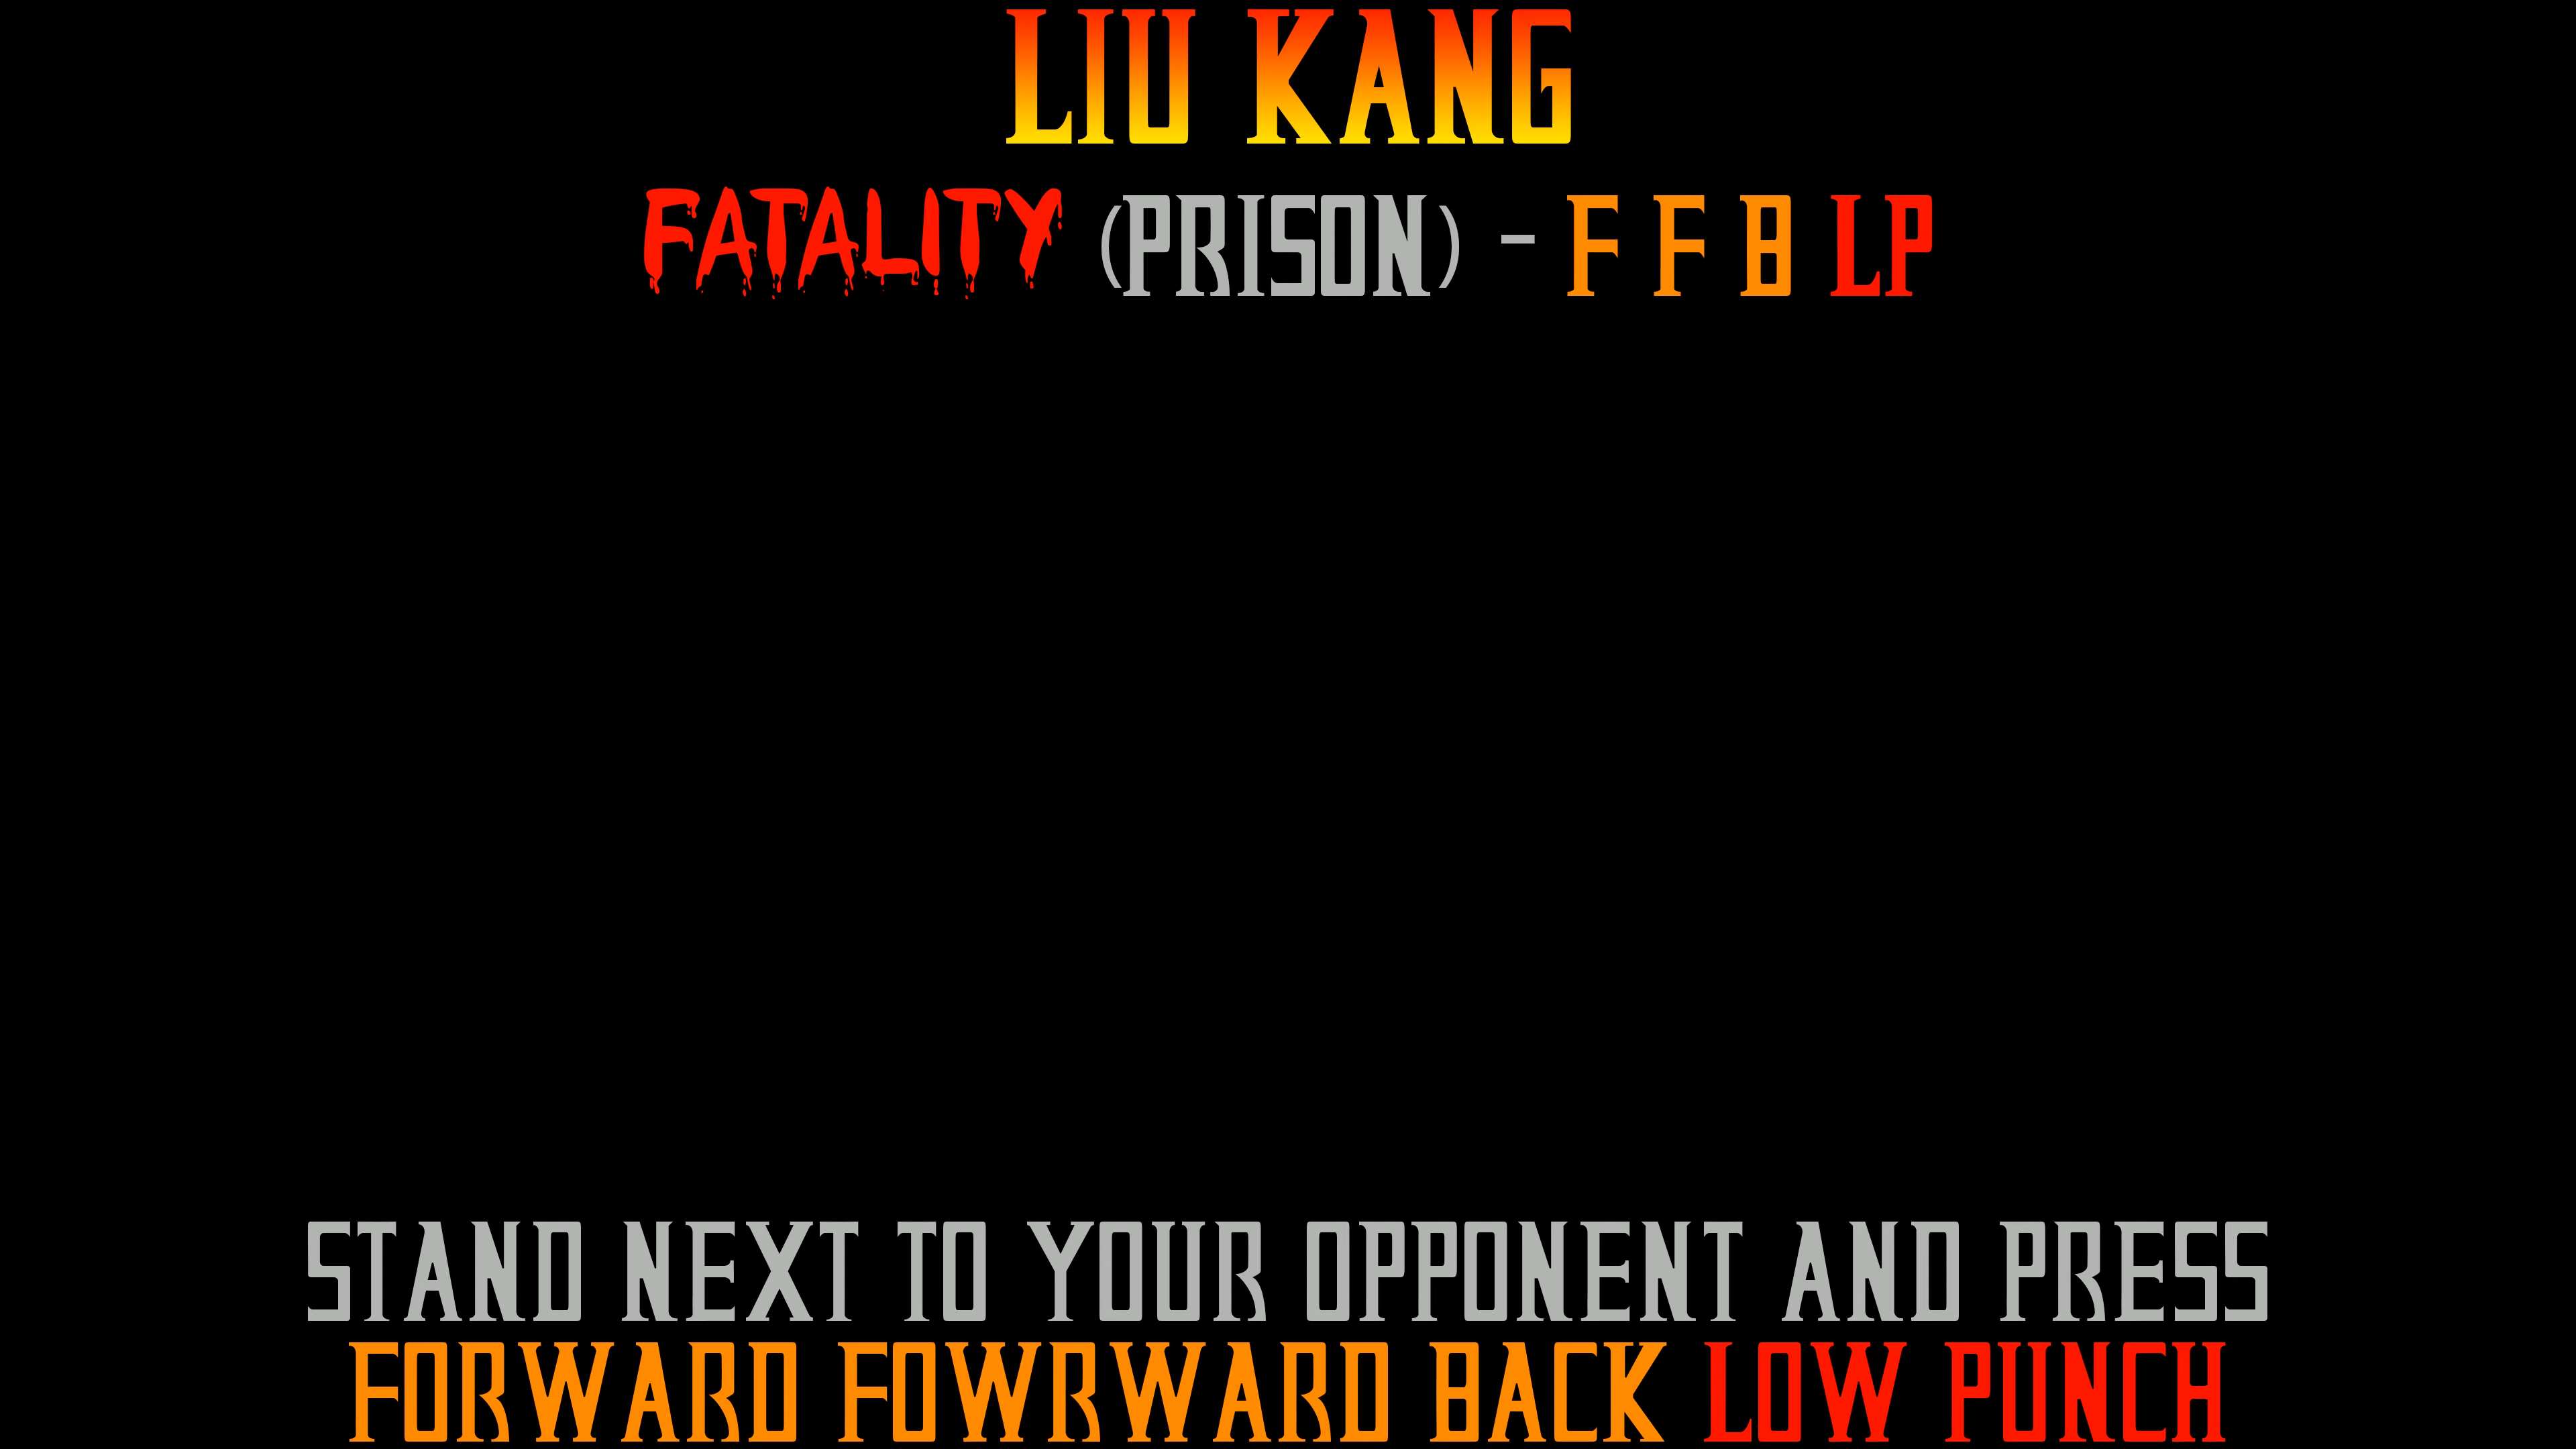 LIU KANG
FATALITY (PRISON) - F F B LP
STAND NEXT TO YOUR OPPONENT AND PRESS
FORWARD FOWRWARD BACK LOW PUNCH